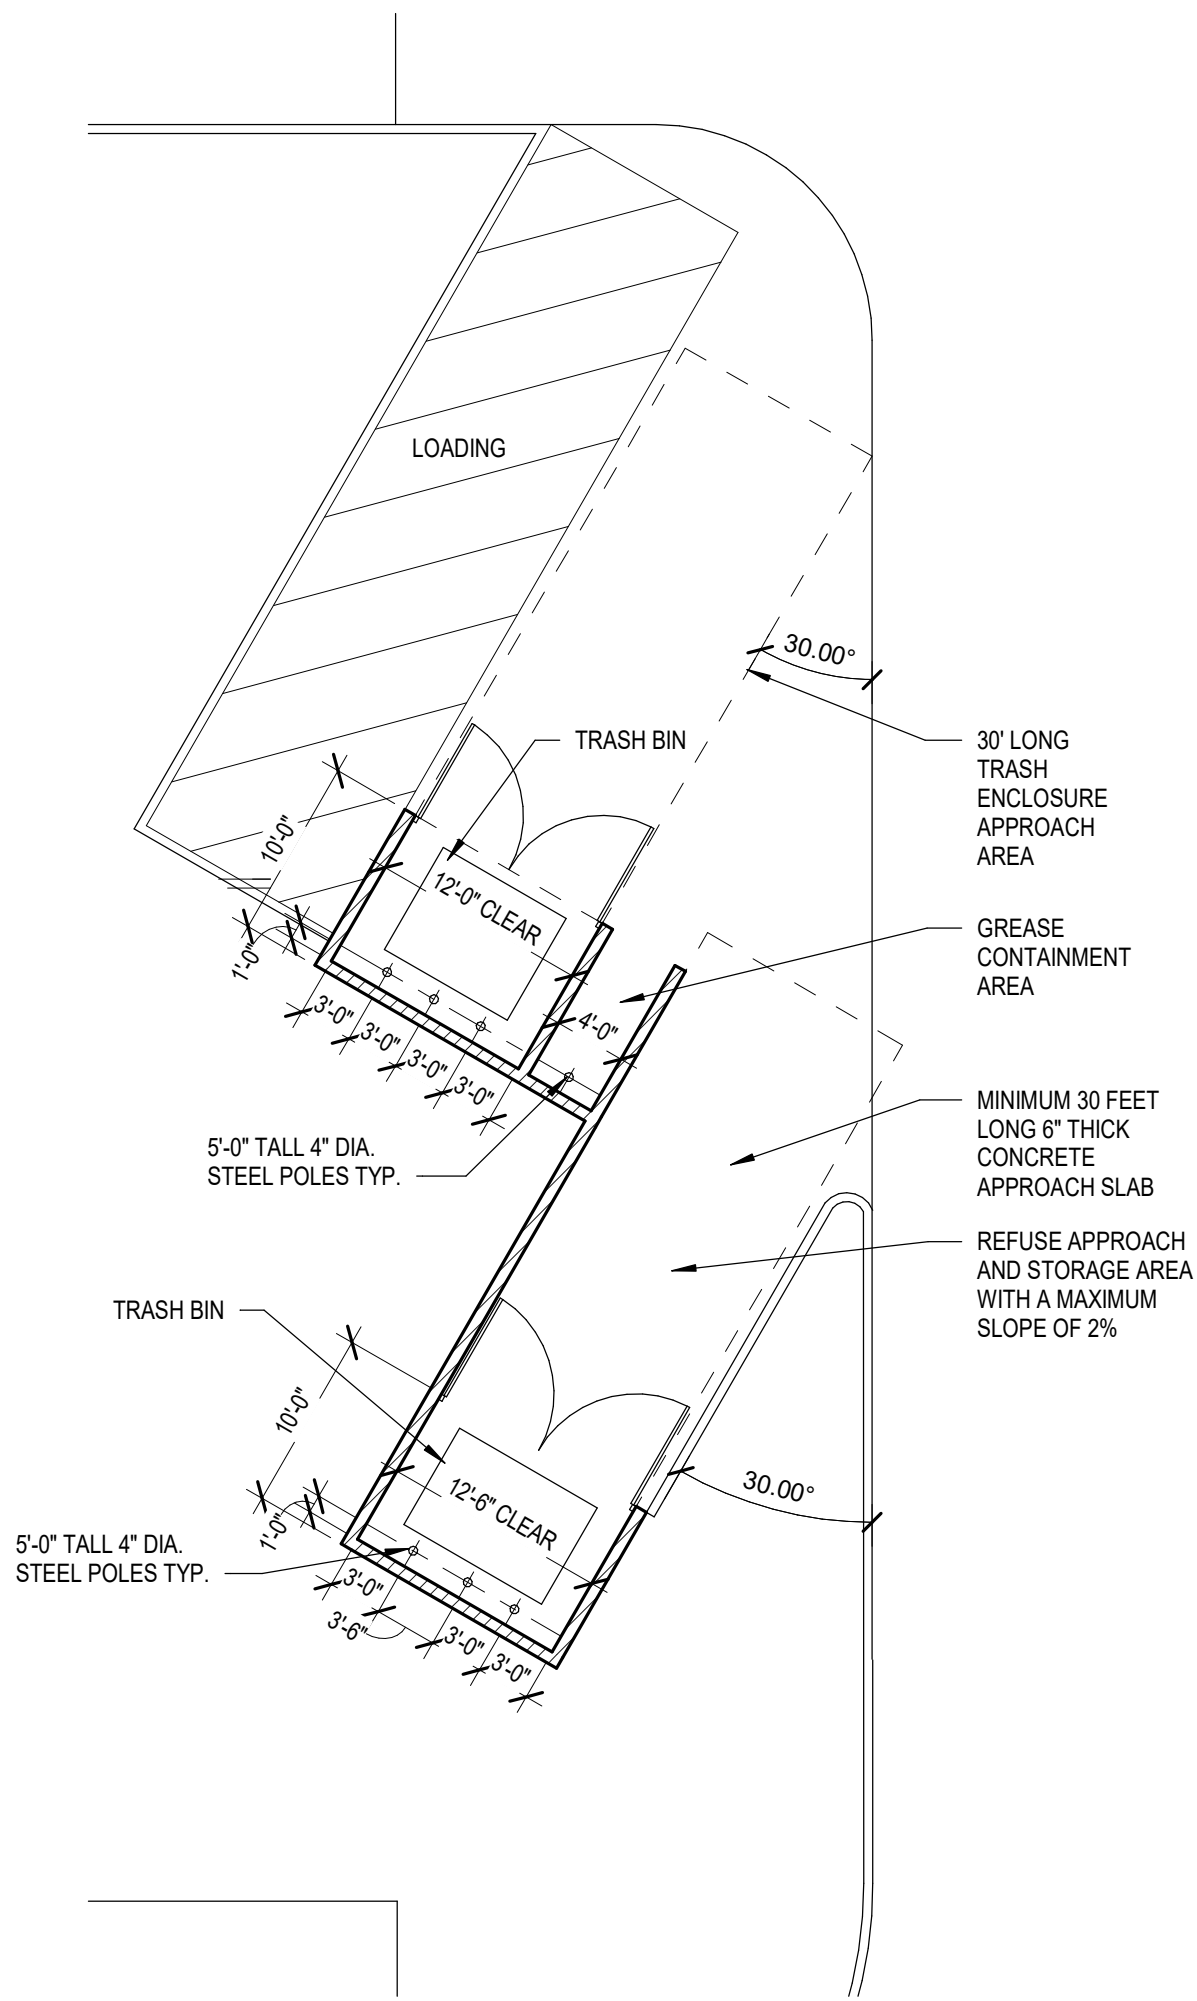 LOADING
30.00°
TRASH BIN
30' LONG
TRASH
ENCLOSURE
APPROACH
AREA
10'-0"
12'-0" CLEAR
1'-0"
GREASE
CONTAINMENT
AREA
3'-0"
3'-0"
3'-0"
3'-0"
4'-0"
5'-0" TALL 4" DIA.
STEEL POLES TYP.
MINIMUM 30 FEET
LONG 6" THICK
CONCRETE
APPROACH SLAB
REFUSE APPROACH
AND STORAGE AREA
WITH A MAXIMUM
SLOPE OF 2%
TRASH BIN
10'-0"
12'-6" CLEAR
30.00°
1'-0"
5'-0" TALL 4" DIA.
STEEL POLES TYP.
3'-0"
3'-6"
3'-0"
3'-0"